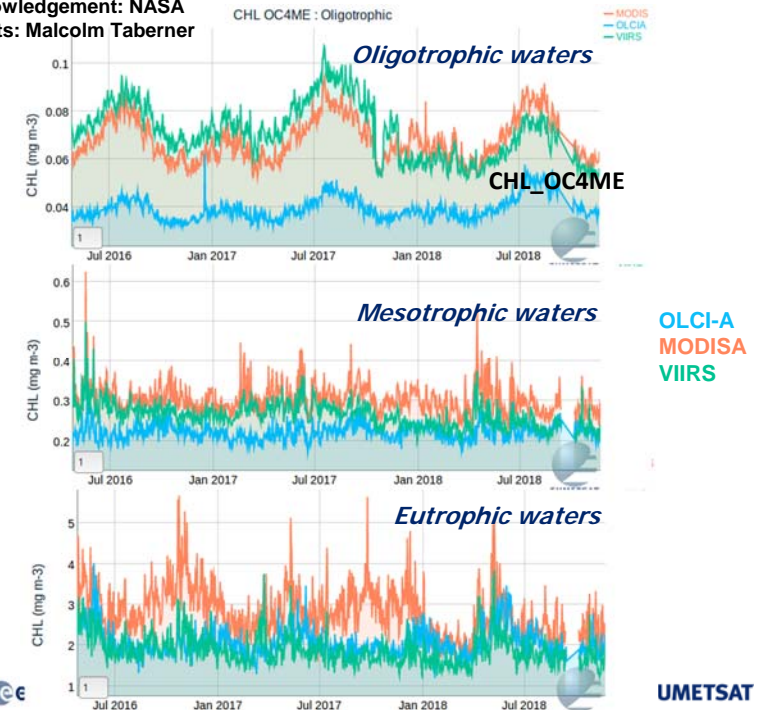 owledgement: NASA
ts: Malcolm Taberner
CHL OC4ME : Oligotrophic
MODIS
OLCIA
VIIRS
Oligotrophic waters
CHL (mg m-3)
0.1
0.08
0.06
0.04
CHL_OC4ME
1
Jul 2016 Jan 2017 Jul 2017 Jan 2018 Jul 2018
Mesotrophic waters
CHL (mg m-3)
0.6
0.5
0.4
0.3
0.2
1
Jul 2016 Jan 2017 Jul 2017 Jan 2018 Jul 2018
OLCI-A
MODISA
VIIRS
Eutrophic waters
CHL (mg m-3)
5
4
3
2
1
1
Jul 2016 Jan 2017 Jul 2017 Jan 2018 Jul 2018
UMETSAT